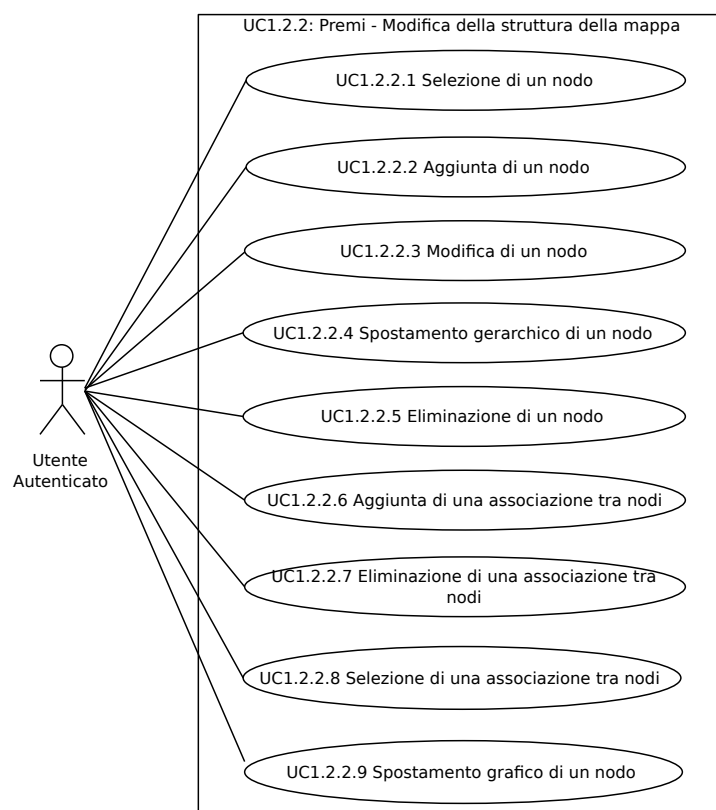 UC1.2.2: Premi - Modifica della struttura della mappa
UC1.2.2.1 Selezione di un nodo
UC1.2.2.2 Aggiunta di un nodo
UC1.2.2.3 Modifica di un nodo
UC1.2.2.4 Spostamento gerarchico di un nodo
UC1.2.2.5 Eliminazione di un nodo
Utente
Autenticato
UC1.2.2.6 Aggiunta di una associazione tra nodi
UC1.2.2.7 Eliminazione di una associazione tra
nodi
UC1.2.2.8 Selezione di una associazione tra nodi
UC1.2.2.9 Spostamento grafico di un nodo